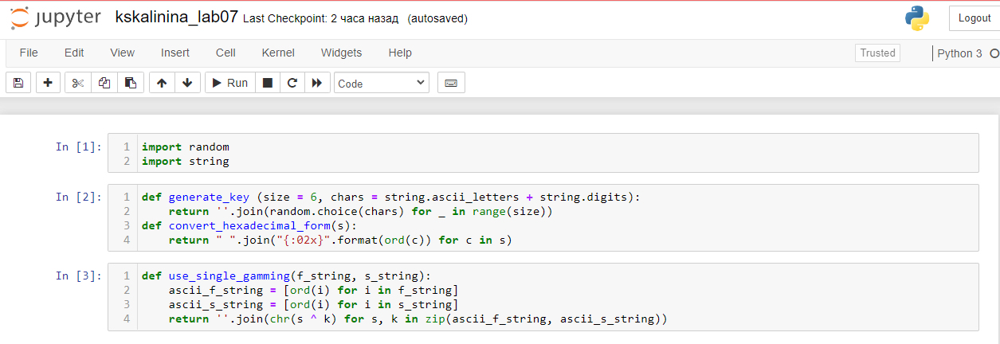 jupyter kskalinina_lab07 Last Checkpoint: 2 часа назад (autosaved) Logout
File Edit View Insert Cell Kernel Widgets Help Trusted Python 3
Run Code
In [1]: 1 import random
2 import string
In [2]: 1 def generate_key (size = 6, chars = string.ascii_letters + string.digits):
2     return ''.join(random.choice(chars) for _ in range(size))
3 def convert_hexadecimal_form(s):
4     return " ".join("{:02x}".format(ord(c)) for c in s)
In [3]: 1 def use_single_gamming(f_string, s_string):
2     ascii_f_string = [ord(i) for i in f_string]
3     ascii_s_string = [ord(i) for i in s_string]
4     return ''.join(chr(s ^ k) for s, k in zip(ascii_f_string, ascii_s_string))